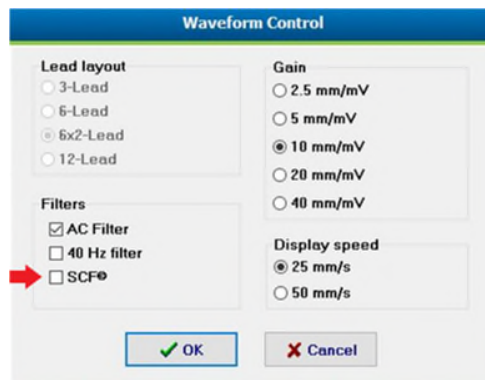 Waveform Control
Lead layout
3-Lead
6-Lead
6x2-Lead
12-Lead
Filters
AC Filter
40 Hz filter
SCF©
Gain
2.5 mm/mV
5 mm/mV
10 mm/mV
20 mm/mV
40 mm/mV
Display speed
25 mm/s
50 mm/s
OK
Cancel